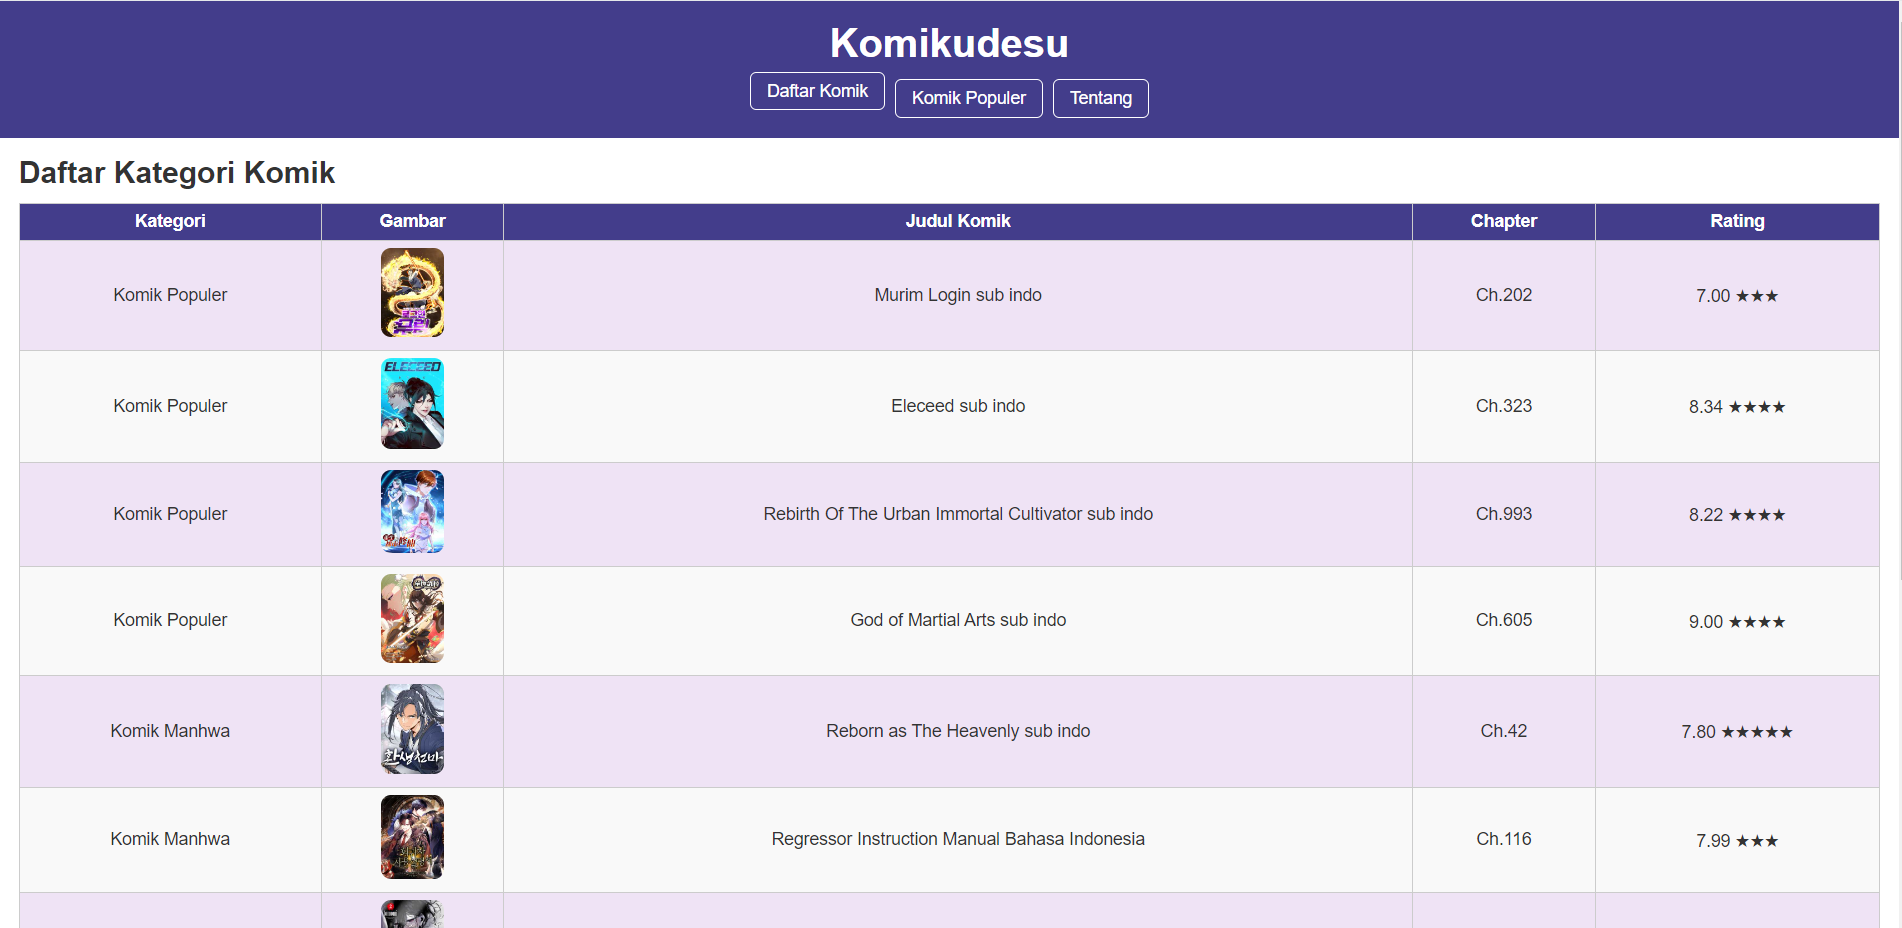 Komikudesu
Daftar Komik Komik Populer Tentang
Daftar Kategori Komik
Kategori Gambar Judul Komik Chapter Rating
Komik Populer Murim Login sub indo Ch.202 7.00 ★★★
ELECEED
Komik Populer Eleceed sub indo Ch.323 8.34 ★★★★
Komik Populer Rebirth Of The Urban Immortal Cultivator sub indo Ch.993 8.22 ★★★★
Komik Populer God of Martial Arts sub indo Ch.605 9.00 ★★★★
Komik Manhwa Reborn as The Heavenly sub indo Ch.42 7.80 ★★★★★
환생천마
Komik Manhwa Regressor Instruction Manual Bahasa Indonesia Ch.116 7.99 ★★★